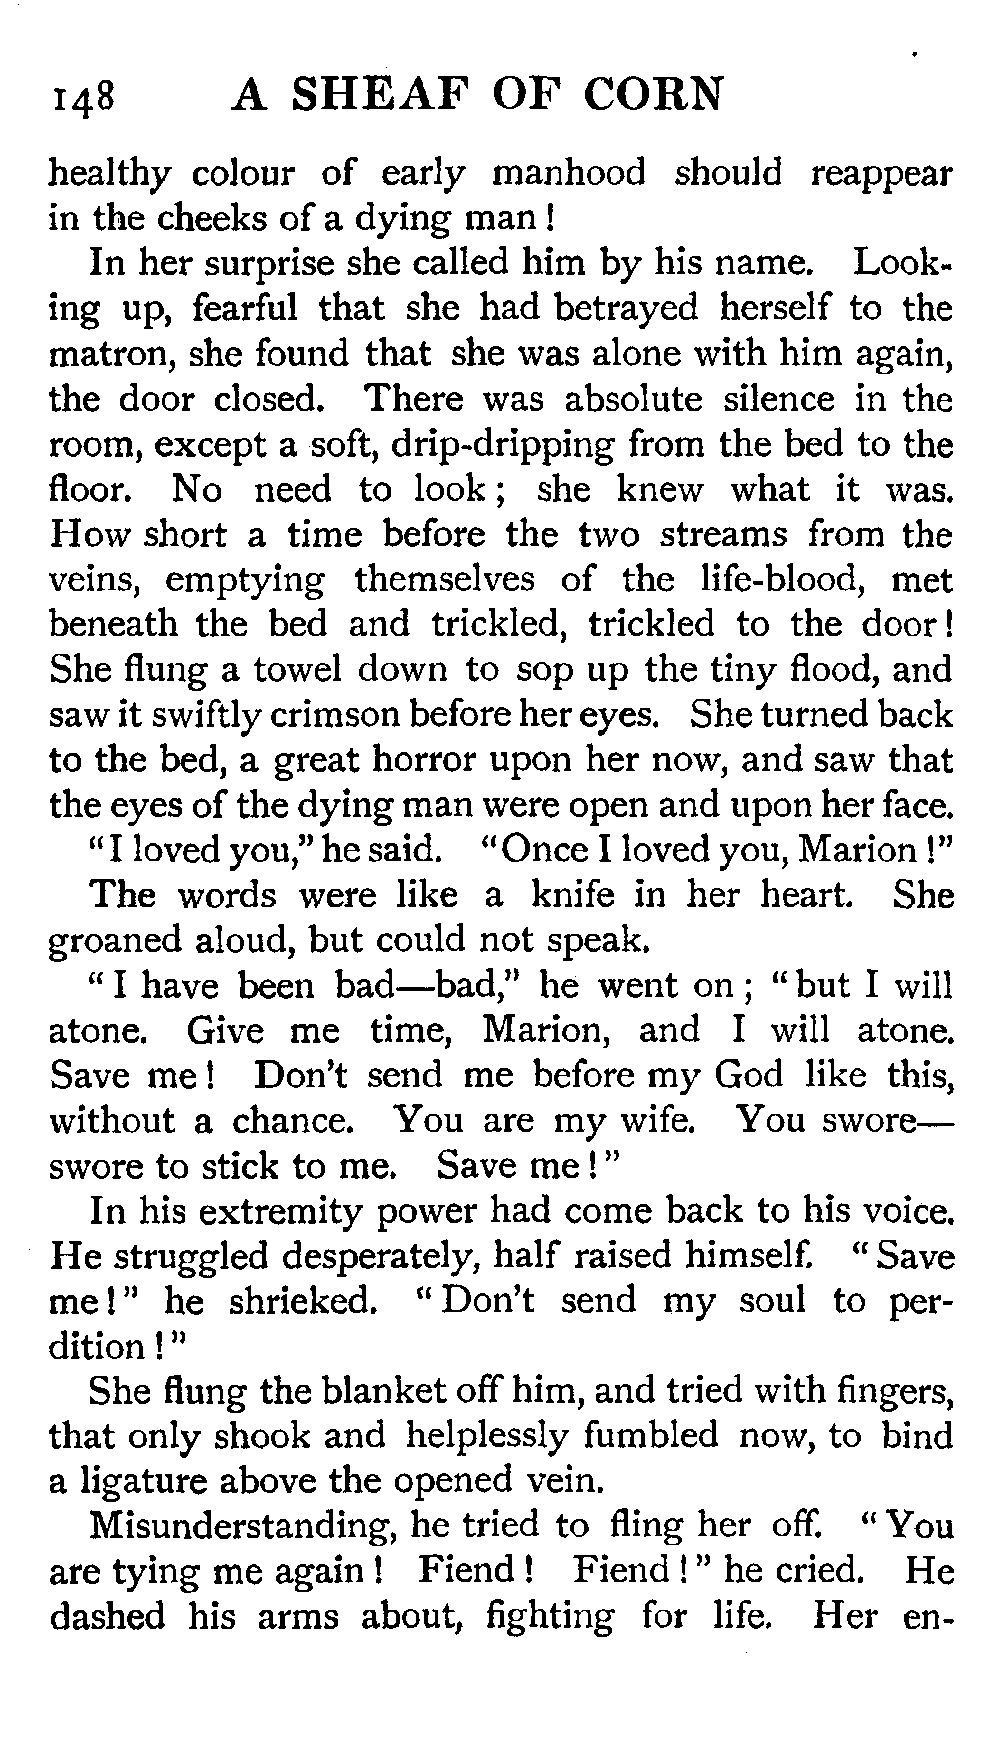 148 A SHEAF OF CORN
healthy colour of early manhood should reappear
in the cheeks of a dying man !
In her surprise she called him by his name. Look-
ing up, fearful that she had betrayed herself to the
matron, she found that she was alone with him again,
the door closed. There was absolute silence in the
room, except a soft, drip-dripping from the bed to the
floor. No need to look ; she knew what it was.
How short a time before the two streams from the
veins, emptying themselves of the life-blood, met
beneath the bed and trickled, trickled to the door !
She flung a towel down to sop up the tiny flood, and
saw it swiftly crimson before her eyes. She turned back
to the bed, a great horror upon her now, and saw that
the eyes of the dying man were open and upon her face.
“ I loved you,” he said. “ Once I loved you, Marion !”
The words were like a knife in her heart. She
groaned aloud, but could not speak.
“ I have been bad—bad,” he went on ; “ but I will
atone. Give me time, Marion, and I will atone.
Save me ! Don't send me before my God like this,
without a chance. You are my wife. You swore—
swore to stick to me. Save me ! ”
In his extremity power had come back to his voice.
He struggled desperately, half raised himself. “ Save
me ! ” he shrieked. “ Don't send my soul to per-
dition ! ”
She flung the blanket off him, and tried with fingers,
that only shook and helplessly fumbled now, to bind
a ligature above the opened vein.
Misunderstanding, he tried to fling her off. “ You
are tying me again ! Fiend ! Fiend ! ” he cried. He
dashed his arms about, fighting for life. Her en-